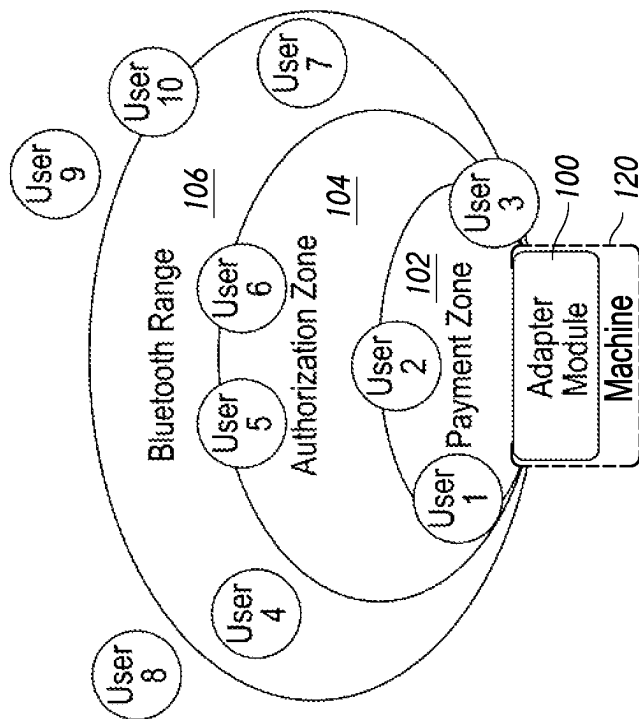 User
9
User
10
User
7
Bluetooth Range
106
User
8
User
4
User
5
User
6
Authorization Zone
104
User
2
102
Payment Zone
User
1
User
3
Adapter
Module
100
Machine
120